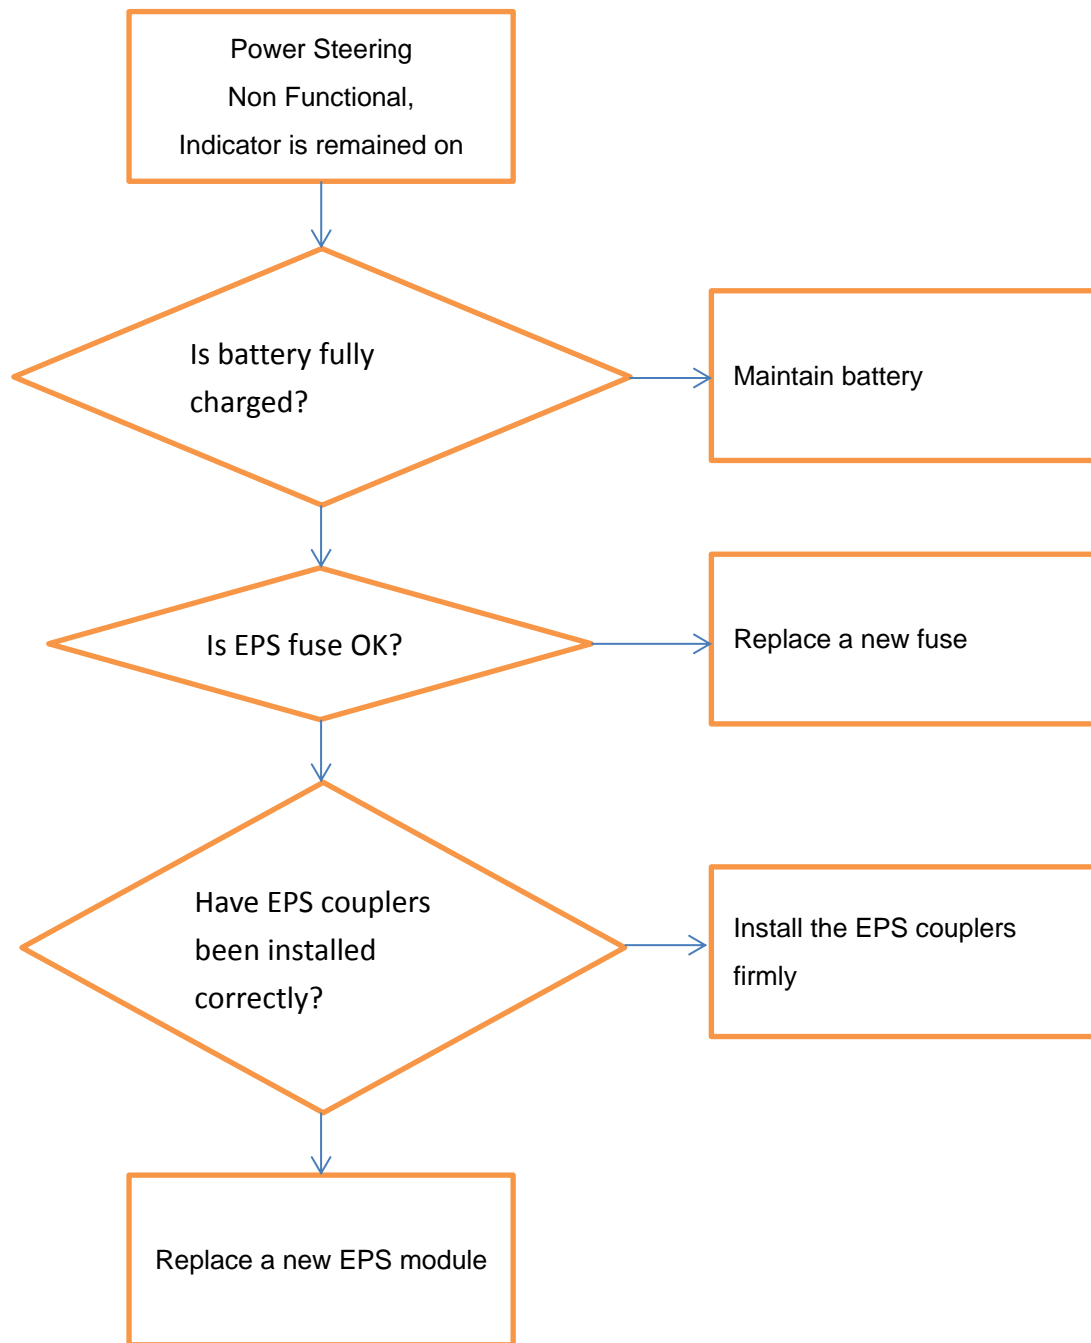 Power Steering
Non Functional,
Indicator is remained on
Is battery fully
charged?
Maintain battery
Is EPS fuse OK?
Replace a new fuse
Have EPS couplers
been installed
correctly?
Install the EPS couplers
firmly
Replace a new EPS module